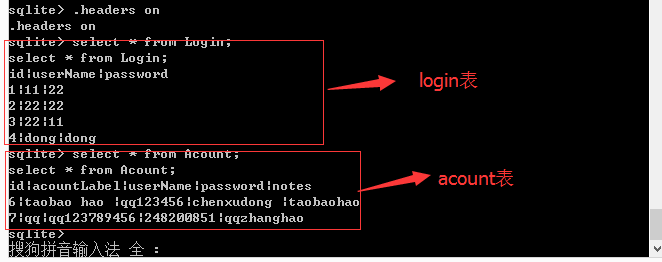 sqlite> .headers on
.headers on
sqlite> select * from Login;
select * from Login;
id|userName|password
1|11|22
2|22|22
3|22|11
4|dong|dong
login表
sqlite> select * from Acount;
select * from Acount;
id|acountLabel|userName|password|notes
6|taobao hao |qq123456|chenxudong |taobaohao
7|qq|qq123789456|248200851|qqzhanghao
acount表
sqlite>
搜狗拼音输入法 全 :